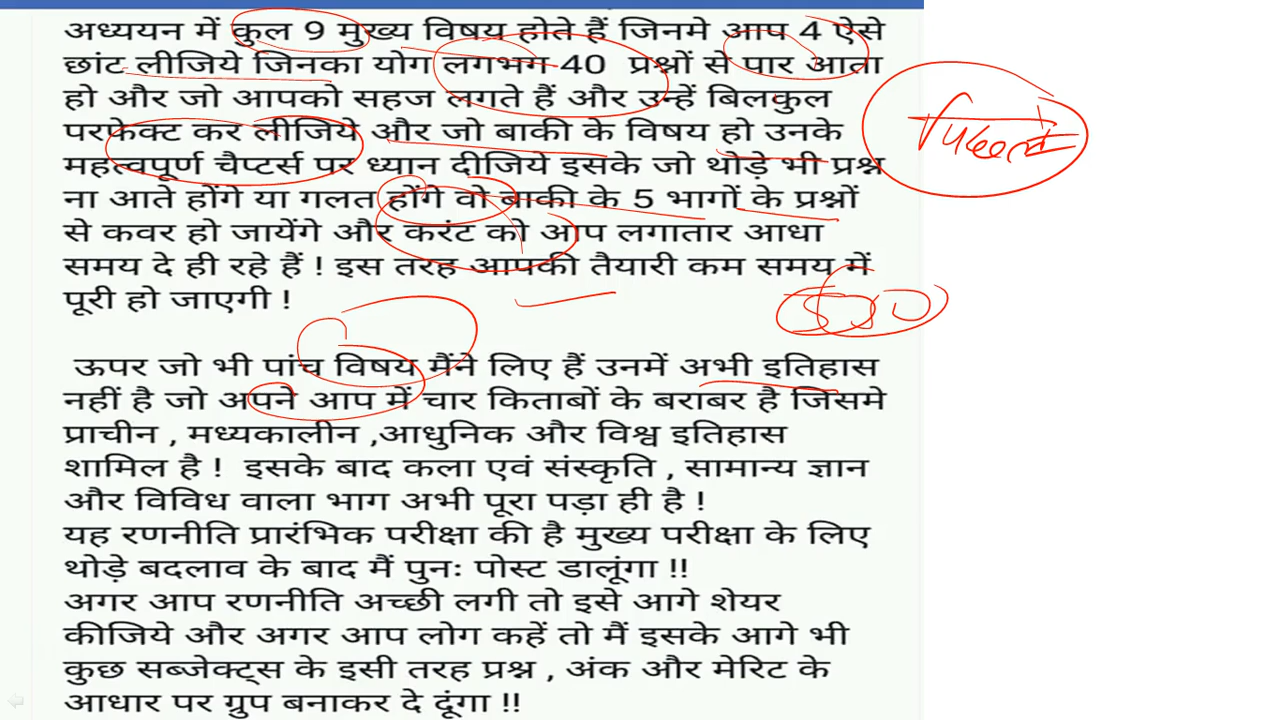 अध्ययन में कुल 9 मुख्य विषय होते हैं जिनमे आप 4 ऐसे
छांट लीजिये जिनका योग लगभग 40 प्रश्नों से पार आता
हो और जो आपको सहज लगते हैं और उन्हें बिलकुल
परफेक्ट कर लीजिये और जो बाकी के विषय हो उनके
महत्वपूर्ण चैप्टर्स पर ध्यान दीजिये इसके जो थोड़े भी प्रश्न
ना आते होंगे या गलत होंगे वो बाकी के 5 भागों के प्रश्नों
से कवर हो जायेंगे और करंट को आप लगातार आधा
समय दे ही रहे हैं ! इस तरह आपकी तैयारी कम समय में
पूरी हो जाएगी !
ऊपर जो भी पांच विषय मैंने लिए हैं उनमें अभी इतिहास
नहीं है जो अपने आप में चार किताबों के बराबर है जिसमे
प्राचीन , मध्यकालीन ,आधुनिक और विश्व इतिहास
शामिल है ! इसके बाद कला एवं संस्कृति , सामान्य ज्ञान
और विविध वाला भाग अभी पूरा पड़ा ही है !
यह रणनीति प्रारंभिक परीक्षा की है मुख्य परीक्षा के लिए
थोड़े बदलाव के बाद मैं पुनः पोस्ट डालूंगा !!
अगर आप रणनीति अच्छी लगी तो इसे आगे शेयर
कीजिये और अगर आप लोग कहें तो मैं इसके आगे भी
कुछ सब्जेक्ट्स के इसी तरह प्रश्न , अंक और मेरिट के
आधार पर ग्रुप बनाकर दे दूंगा !!